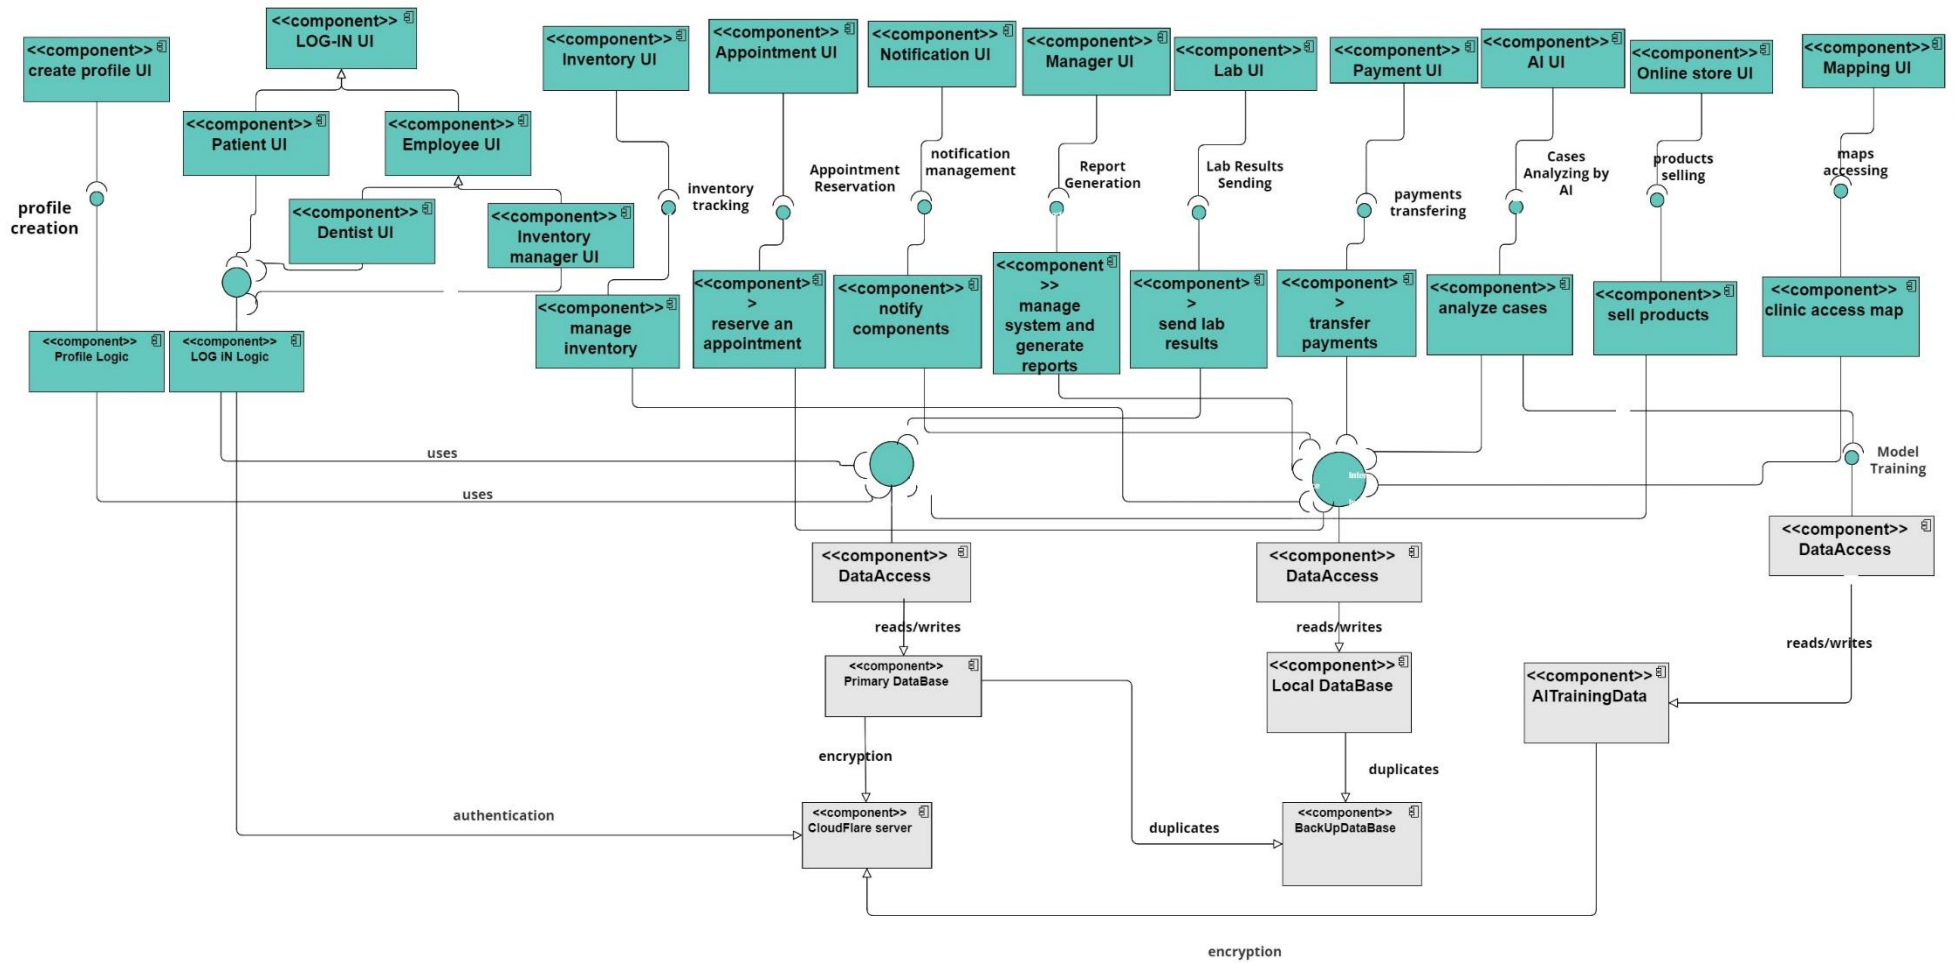 <<component>>
create profile UI
<<component>>
LOG-IN UI
<<component>>
Inventory UI
<<component>>
Appointment UI
<<component>>
Notification UI
<<component>>
Manager UI
<<component>>
Lab UI
<<component>>
Payment UI
<<component>>
AI UI
<<component>>
Online store UI
<<component>>
Mapping UI
<<component>>
Patient UI
<<component>>
Employee UI
<<component>>
Dentist UI
<<component>>
Inventory
manager UI
profile
creation
inventory
tracking
Appointment
Reservation
notification
management
Report
Generation
Lab Results
Sending
payments
transfering
Cases
Analyzing by
AI
products
selling
maps
accessing
<<component>>
Profile Logic
<<component>>
LOG iN Logic
<<component>>
manage
inventory
<<component>
>
reserve an
appointment
<<component>>
notify
components
<<component
>>
manage
system and
generate
reports
<<component>
>
send lab
results
<<component>
>
transfer
payments
<<component>>
analyze cases
<<component>>
sell products
<<component>>
clinic access map
uses
uses
Model
Training
<<component>>
DataAccess
<<component>>
DataAccess
<<component>>
DataAccess
reads/writes
reads/writes
reads/writes
<<component>>
Primary DataBase
<<component>>
Local DataBase
<<component>>
AITrainingData
encryption
duplicates
authentication
<<component>>
CloudFlare server
duplicates
<<component>>
BackUpDataBase
encryption